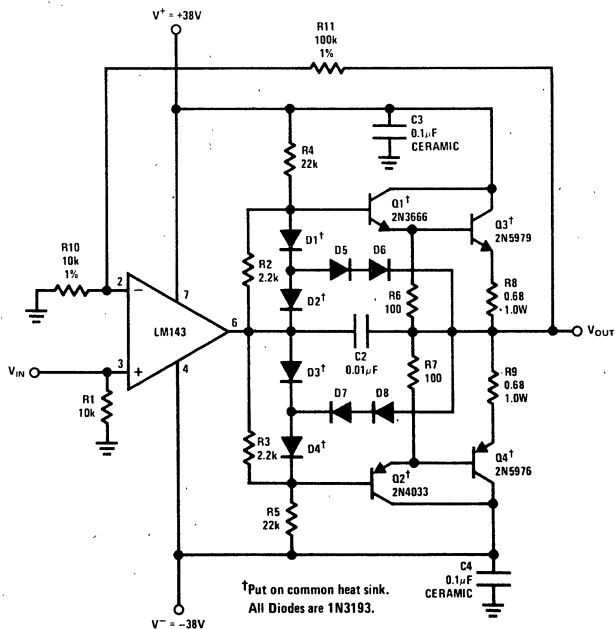 V⁺ = +38V
R11
100k
1%
C3
0.1μF
CERAMIC
R4
22k
Q1†
2N3666
Q3†
2N5979
D1†
D5
D6
R10
10k
1%
R2
2.2k
R6
100
R8
0.68
1.0W
2
7
D2†
LM143
6
VOUT
VIN
3
4
C2
0.01μF
R7
100
R9
0.68
1.0W
R1
10k
D3†
D7
D8
R3
2.2k
D4†
Q2†
2N4033
Q4†
2N5976
R5
22k
C4
0.1μF
CERAMIC
†Put on common heat sink.
All Diodes are 1N3193.
V⁻ = –38V